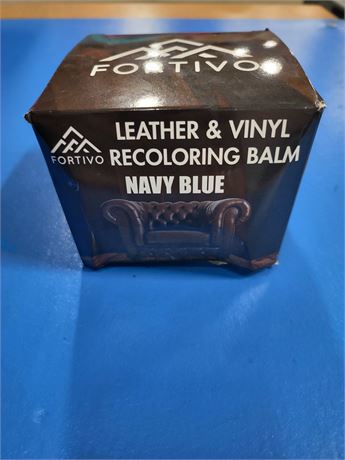 FORTIVO
LEATHER & VINYL
FORTIVO RECOLORING BALM
NAVY BLUE